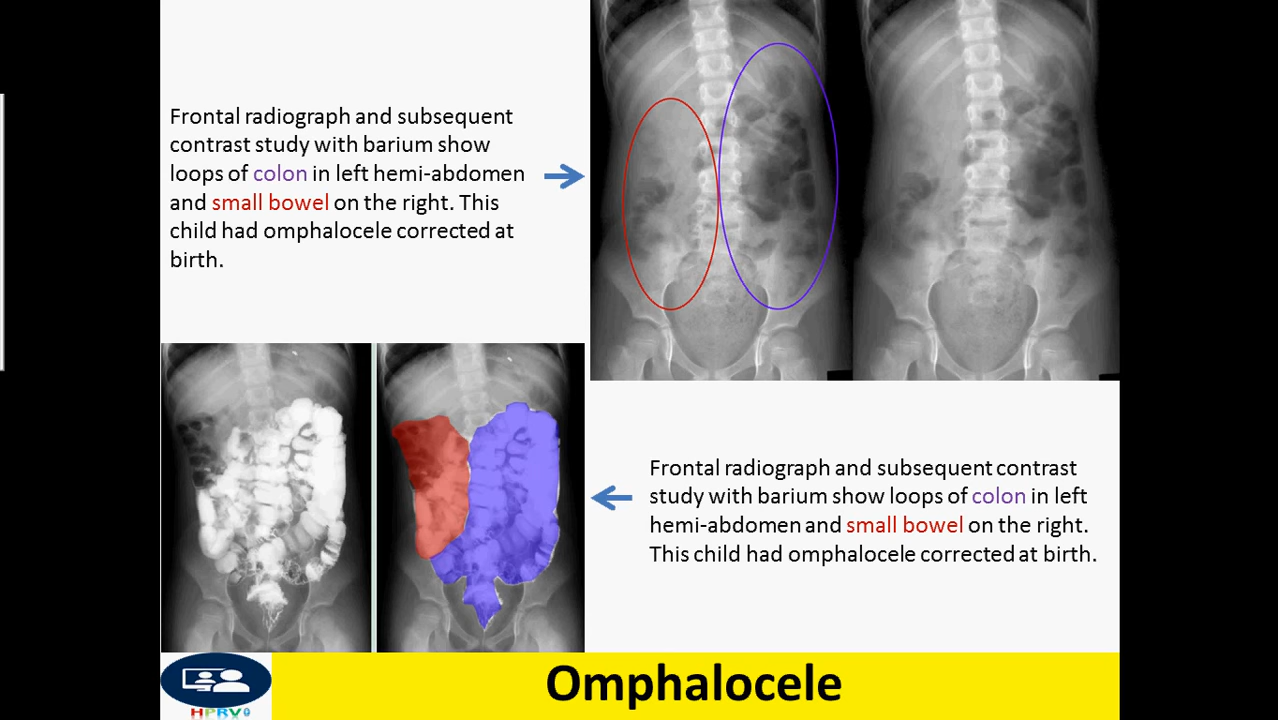 Frontal radiograph and subsequent
contrast study with barium show
loops of colon in left hemi-abdomen
and small bowel on the right. This
child had omphalocele corrected at
birth.
Frontal radiograph and subsequent contrast
study with barium show loops of colon in left
hemi-abdomen and small bowel on the right.
This child had omphalocele corrected at birth.
HPRV
Omphalocele